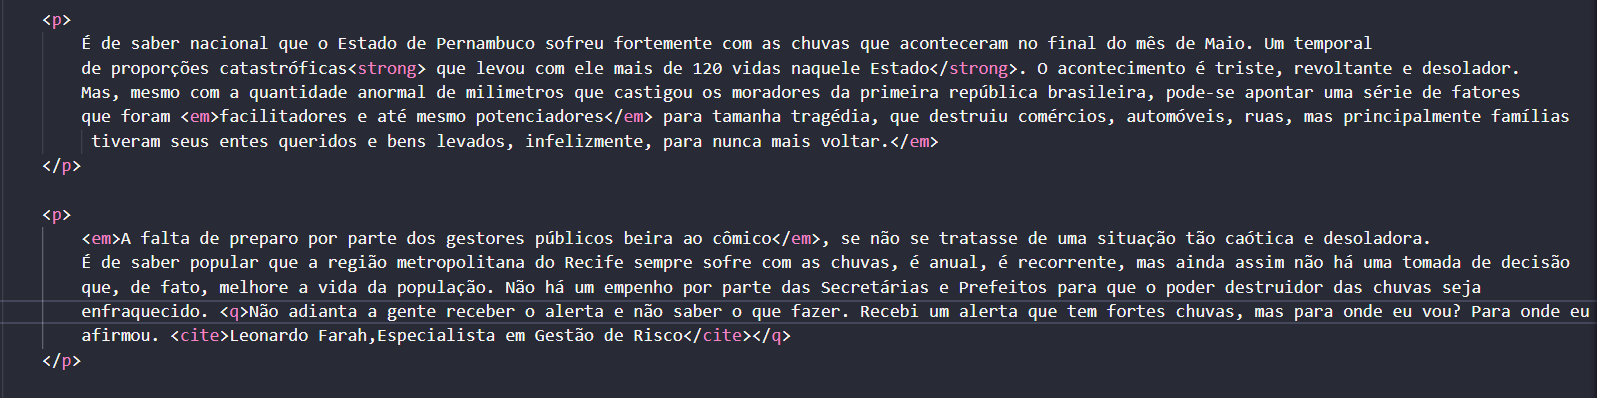 <p>
É de saber nacional que o Estado de Pernambuco sofreu fortemente com as chuvas que aconteceram no final do mês de Maio. Um temporal
de proporções catastróficas<strong> que levou com ele mais de 120 vidas naquele Estado</strong>. O acontecimento é triste, revoltante e desolador.
Mas, mesmo com a quantidade anormal de milimetros que castigou os moradores da primeira república brasileira, pode-se apontar uma série de fatores
que foram <em>facilitadores e até mesmo potenciadores</em> para tamanha tragédia, que destruiu comércios, automóveis, ruas, mas principalmente famílias
tiveram seus entes queridos e bens levados, infelizmente, para nunca mais voltar.</em>
</p>
<p>
<em>A falta de preparo por parte dos gestores públicos beira ao cômico</em>, se não se tratasse de uma situação tão caótica e desoladora.
É de saber popular que a região metropolitana do Recife sempre sofre com as chuvas, é anual, é recorrente, mas ainda assim não há uma tomada de decisão
que, de fato, melhore a vida da população. Não há um empenho por parte das Secretárias e Prefeitos para que o poder destruidor das chuvas seja
enfraquecido. <q>Não adianta a gente receber o alerta e não saber o que fazer. Recebi um alerta que tem fortes chuvas, mas para onde eu vou? Para onde eu
afirmou. <cite>Leonardo Farah,Especialista em Gestão de Risco</cite></q>
</p>